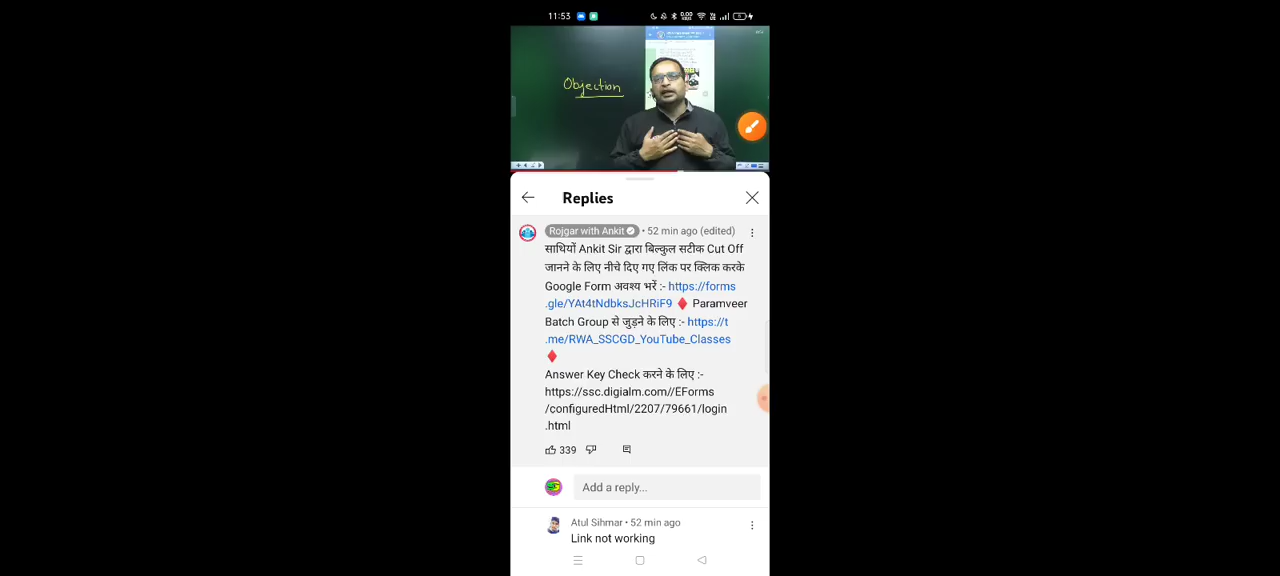 11:53
Objection
Replies
Rojgar with Ankit • 52 min ago (edited)
साथियों Ankit Sir द्वारा बिल्कुल सटीक Cut Off
जानने के लिए नीचे दिए गए लिंक पर क्लिक करके
Google Form अवश्य भरें :- https://forms
.gle/YAt4tNdbksJcHRiF9 ♦️ Paramveer
Batch Group से जुड़ने के लिए :- https://t
.me/RWA_SSCGD_YouTube_Classes
♦️
Answer Key Check करने के लिए :-
https://ssc.digialm.com//EForms
/configuredHtml/2207/79661/login
.html
339
Add a reply...
Atul Sihmar • 52 min ago
Link not working